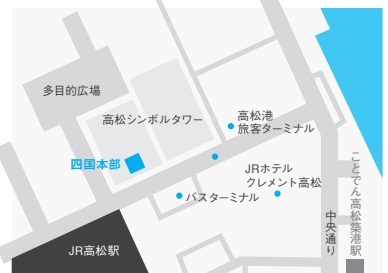 多目的広場
高松シンボルタワー
高松港
旅客ターミナル
四国本部
JRホテル
クレメント高松
バスターミナル
JR高松駅
中央通り
ことでん高松築港駅